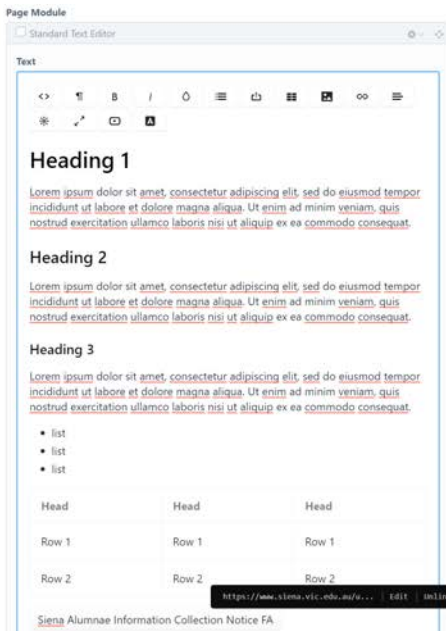 Page Module
Standard Text Editor
Text
<> ¶ B I
A
Heading 1
Lorem ipsum dolor sit amet, consectetur adipiscing elit, sed do eiusmod tempor
incididunt ut labore et dolore magna aliqua. Ut enim ad minim veniam, quis
nostrud exercitation ullamco laboris nisi ut aliquip ex ea commodo consequat.
Heading 2
Lorem ipsum dolor sit amet, consectetur adipiscing elit, sed do eiusmod tempor
incididunt ut labore et dolore magna aliqua. Ut enim ad minim veniam, quis
nostrud exercitation ullamco laboris nisi ut aliquip ex ea commodo consequat.
Heading 3
Lorem ipsum dolor sit amet, consectetur adipiscing elit, sed do eiusmod tempor
incididunt ut labore et dolore magna aliqua. Ut enim ad minim veniam, quis
nostrud exercitation ullamco laboris nisi ut aliquip ex ea commodo consequat.
• list
• list
• list
Head Head Head
Row 1 Row 1 Row 1
Row 2 Row 2 Row 2
https://www.siena.vic.edu.au/u... | Edit | Unlin
Siena Alumnae Information Collection Notice FA